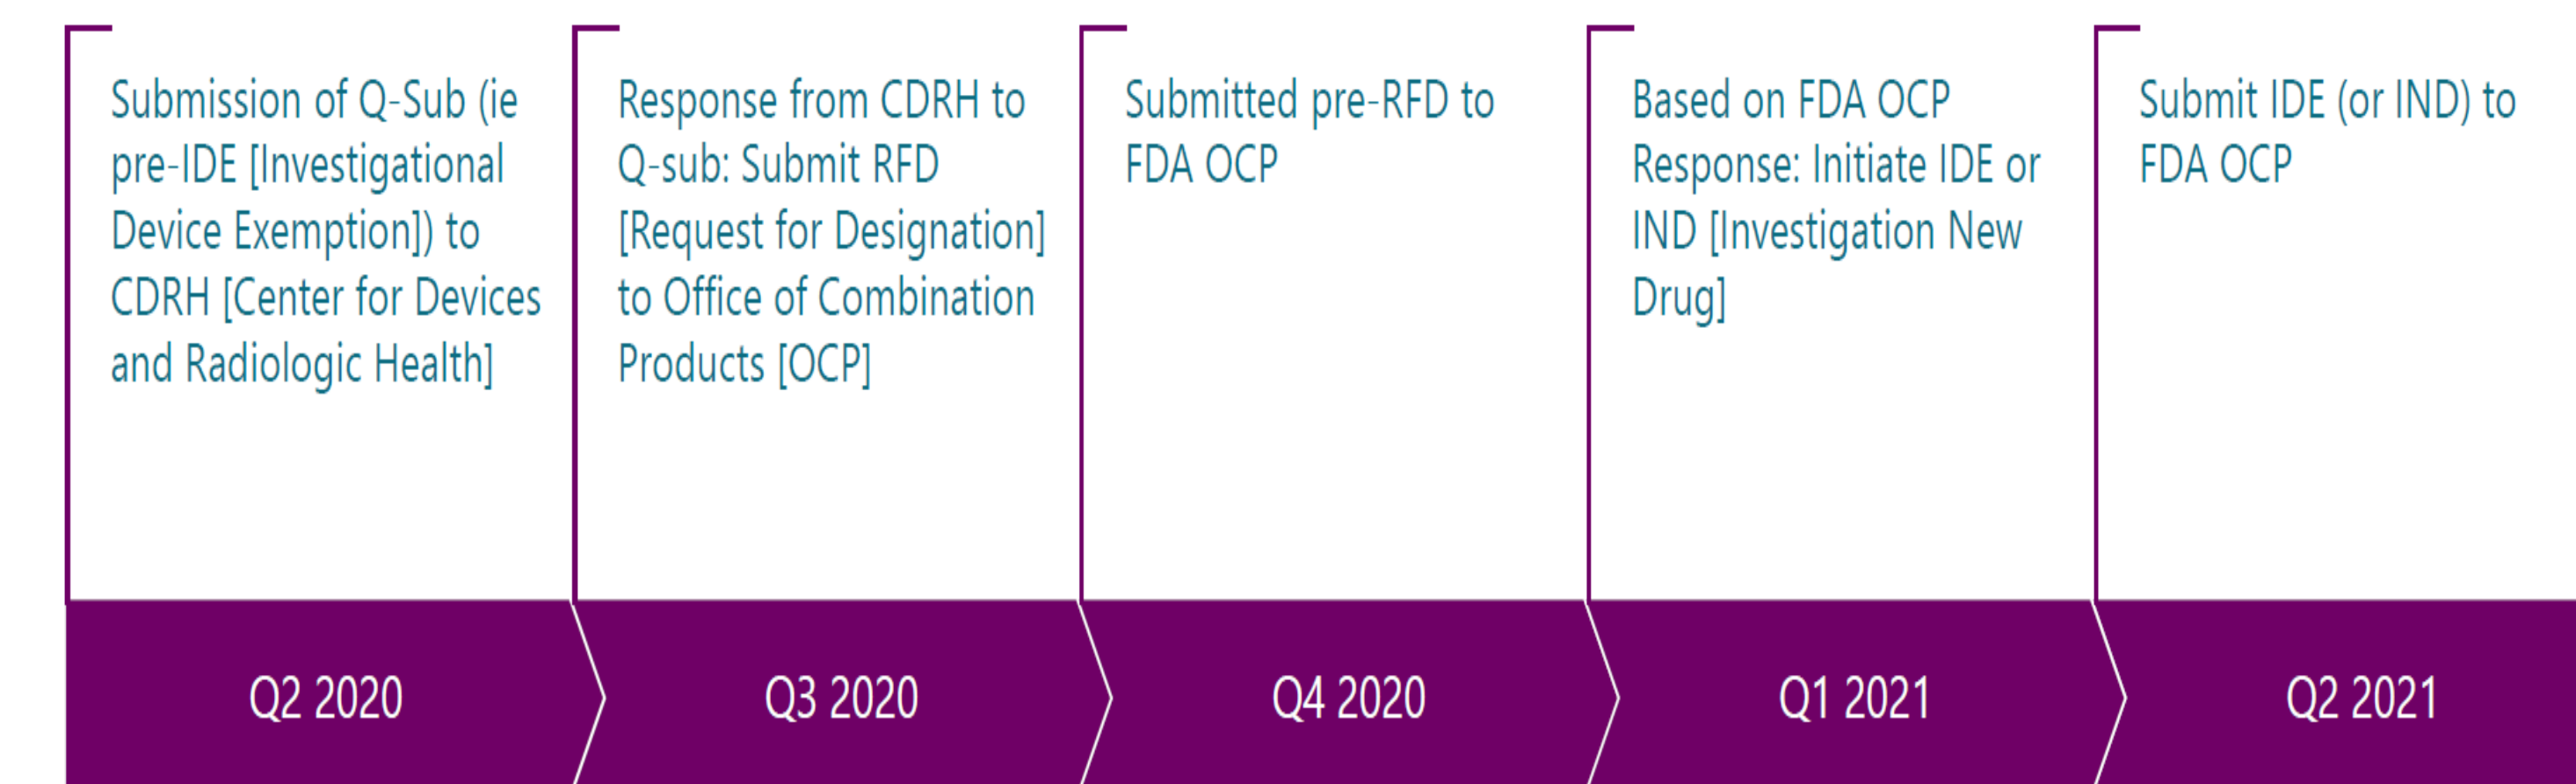 Submission of Q-Sub (ie
pre-IDE [Investigational
Device Exemption]) to
CDRH [Center for Devices
and Radiologic Health]
Response from CDRH to
Q-sub: Submit RFD
[Request for Designation]
to Office of Combination
Products [OCP]
Submitted pre-RFD to
FDA OCP
Based on FDA OCP
Response: Initiate IDE or
IND [Investigation New
Drug]
Submit IDE (or IND) to
FDA OCP
Q2 2020
Q3 2020
Q4 2020
Q1 2021
Q2 2021